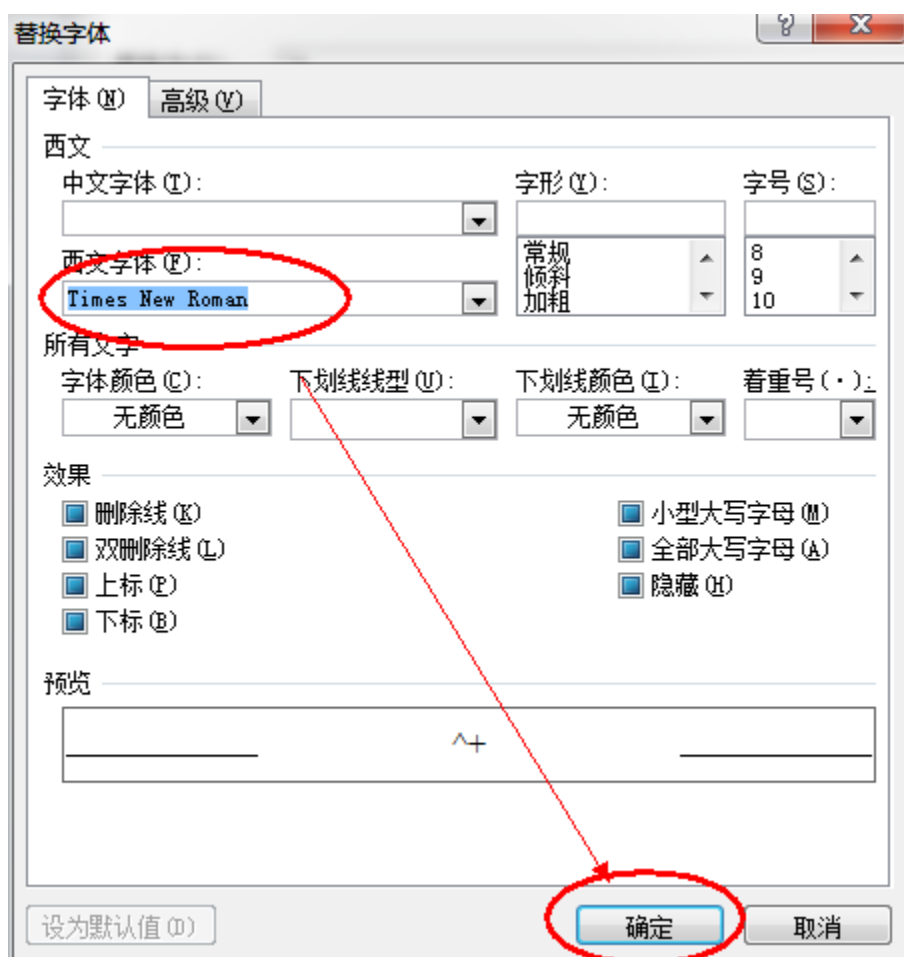 替换字体
字体(N) 高级(V)
西文
中文字体(T): 字形(Y): 字号(S):
常规 8
西文字体(F): 倾斜 9
Times New Roman 加粗 10
所有文字
字体颜色(C): 下划线线型(U): 下划线颜色(I): 着重号(·):
无颜色 无颜色
效果
删除线(K) 小型大写字母(M)
双删除线(L) 全部大写字母(A)
上标(P) 隐藏(H)
下标(B)
预览
^+
设为默认值(D) 确定 取消